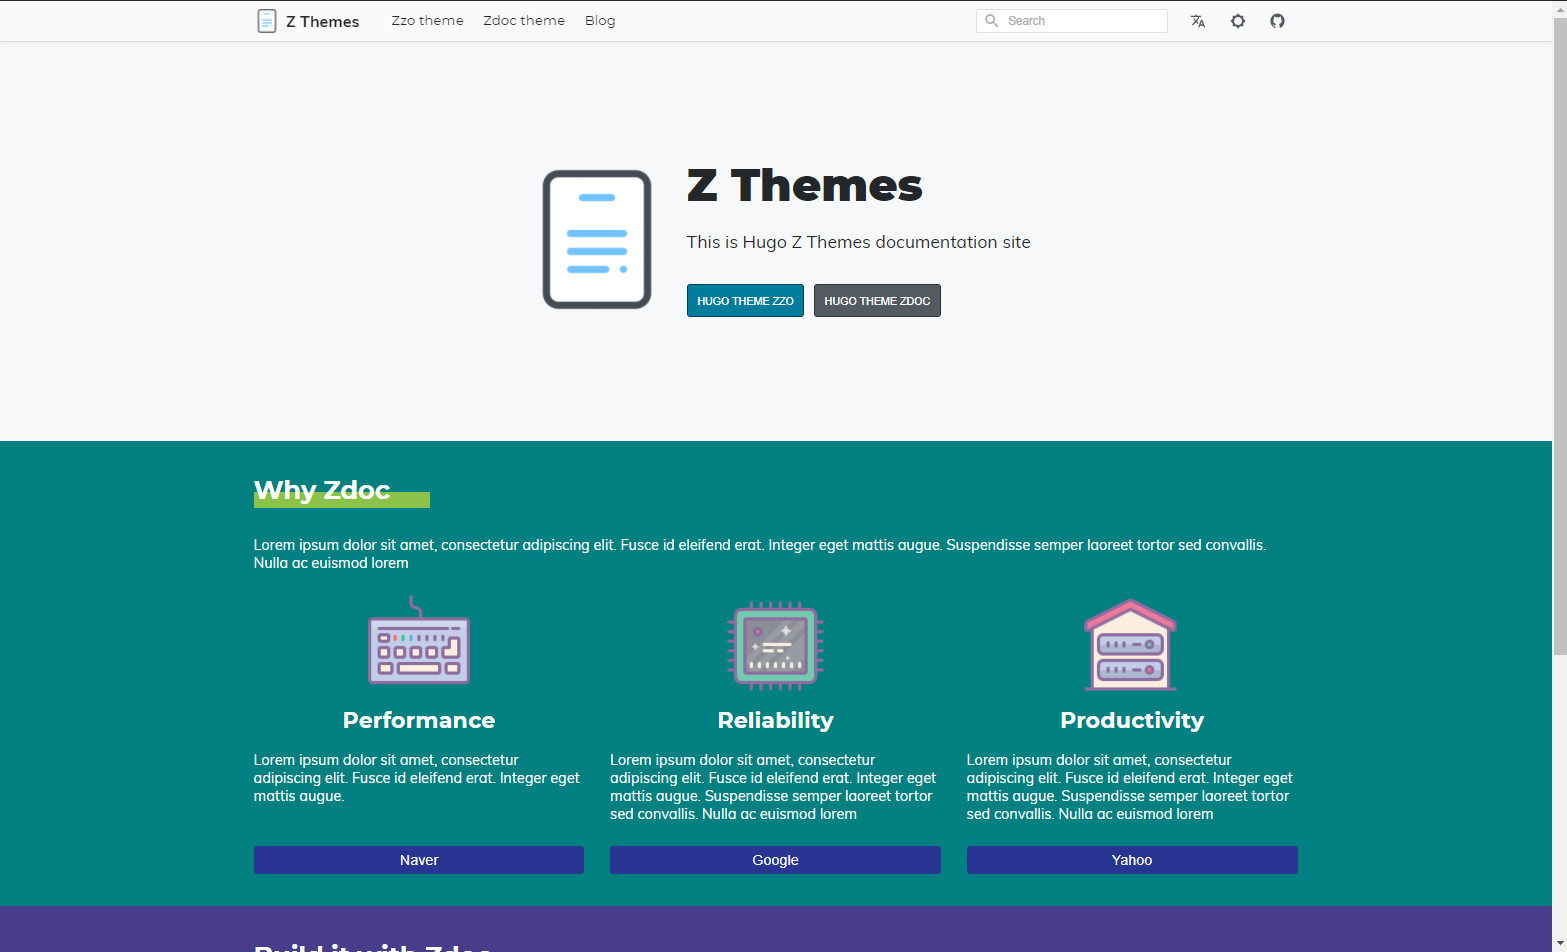 Z Themes Zzo theme Zdoc theme Blog Search
Z Themes
This is Hugo Z Themes documentation site
HUGO THEME ZZO HUGO THEME ZDOC
Why Zdoc
Lorem ipsum dolor sit amet, consectetur adipiscing elit. Fusce id eleifend erat. Integer eget mattis augue. Suspendisse semper laoreet tortor sed convallis.
Nulla ac euismod lorem
Performance
Lorem ipsum dolor sit amet, consectetur
adipiscing elit. Fusce id eleifend erat. Integer eget
mattis augue.
Naver
Reliability
Lorem ipsum dolor sit amet, consectetur
adipiscing elit. Fusce id eleifend erat. Integer eget
mattis augue. Suspendisse semper laoreet tortor
sed convallis. Nulla ac euismod lorem
Google
Productivity
Lorem ipsum dolor sit amet, consectetur
adipiscing elit. Fusce id eleifend erat. Integer eget
mattis augue. Suspendisse semper laoreet tortor
sed convallis. Nulla ac euismod lorem
Yahoo
Build it with Zdoc